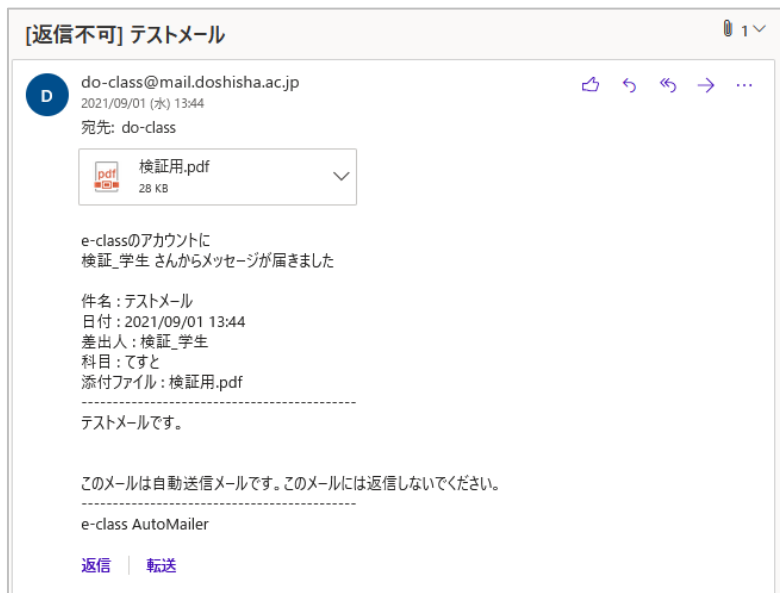 [返信不可] テストメール
1
D
do-class@mail.doshisha.ac.jp
2021/09/01 (水) 13:44
宛先: do-class
pdf
検証用.pdf
28 KB
e-classのアカウントに
検証_学生 さんからメッセージが届きました
件名 : テストメール
日付 : 2021/09/01 13:44
差出人 : 検証_学生
科目 : てすと
添付ファイル : 検証用.pdf
--------------------------------------------
テストメールです。
このメールは自動送信メールです。このメールには返信しないでください。
--------------------------------------------
e-class AutoMailer
返信 | 転送